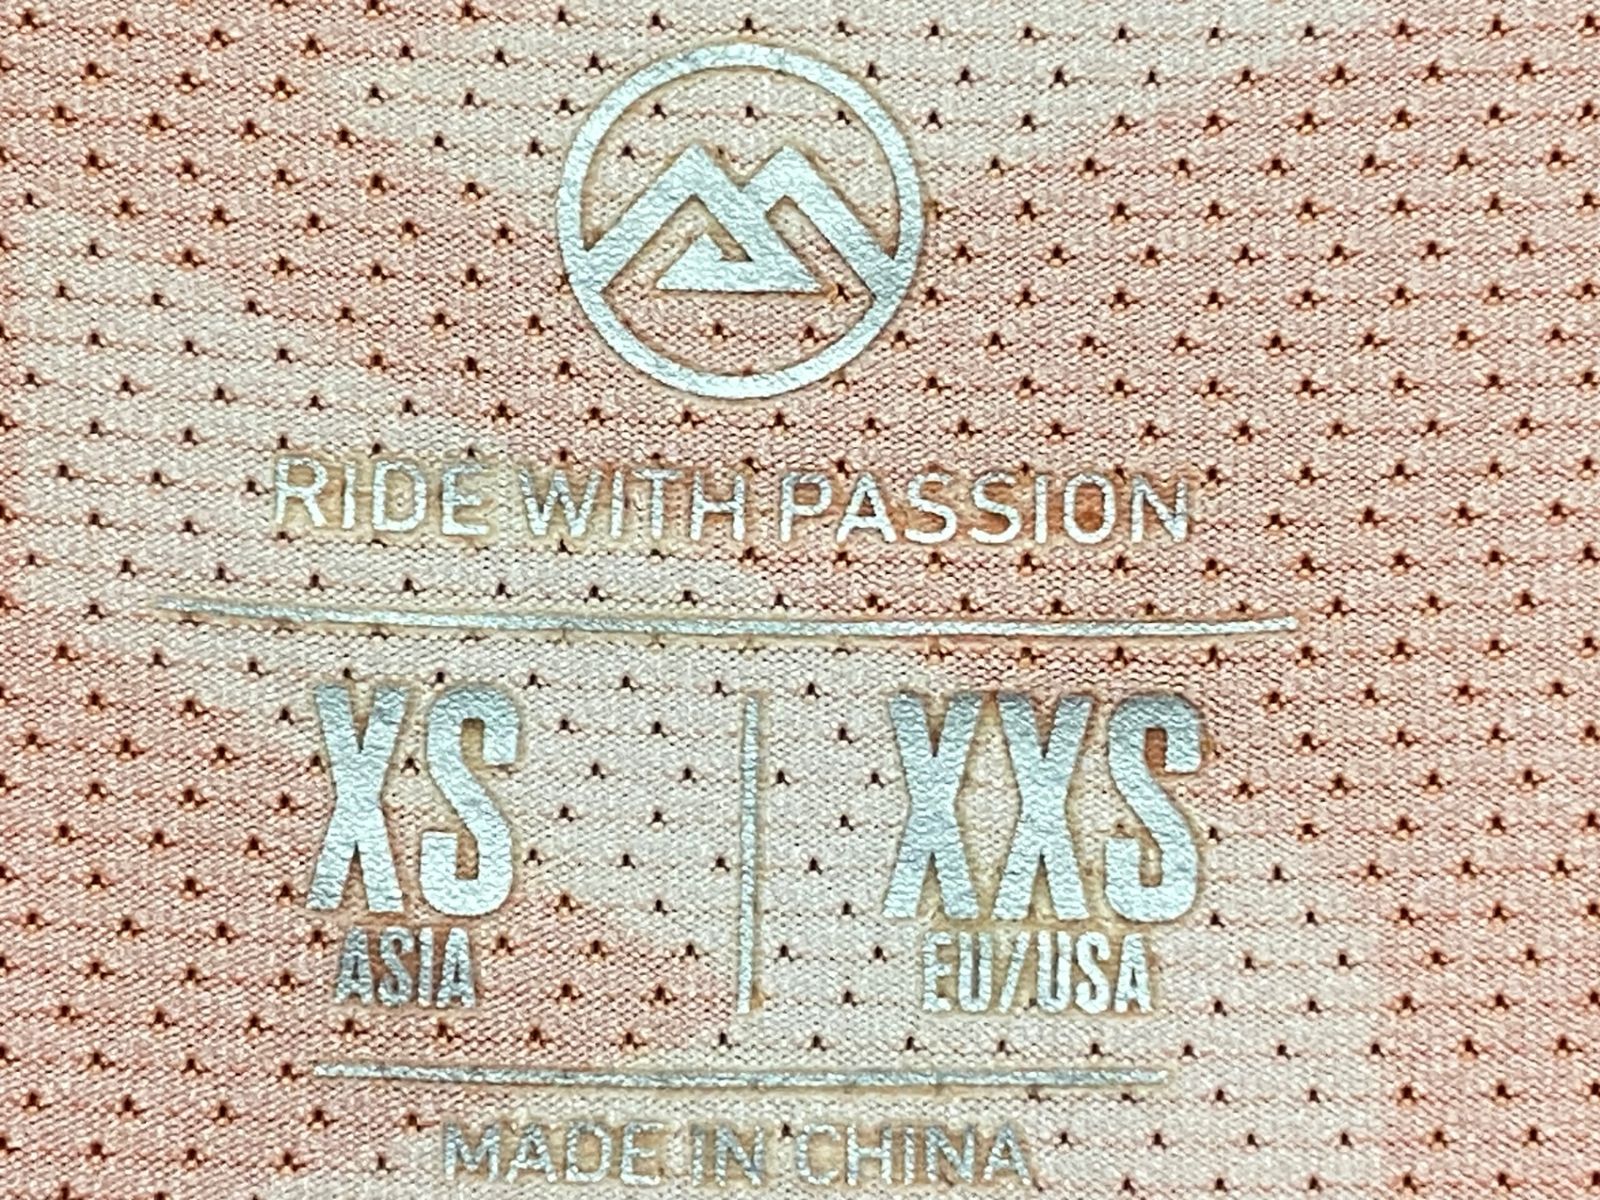 RIDE WITH PASSION
XS XXS
ASIA EU/USA
MADE IN CHINA